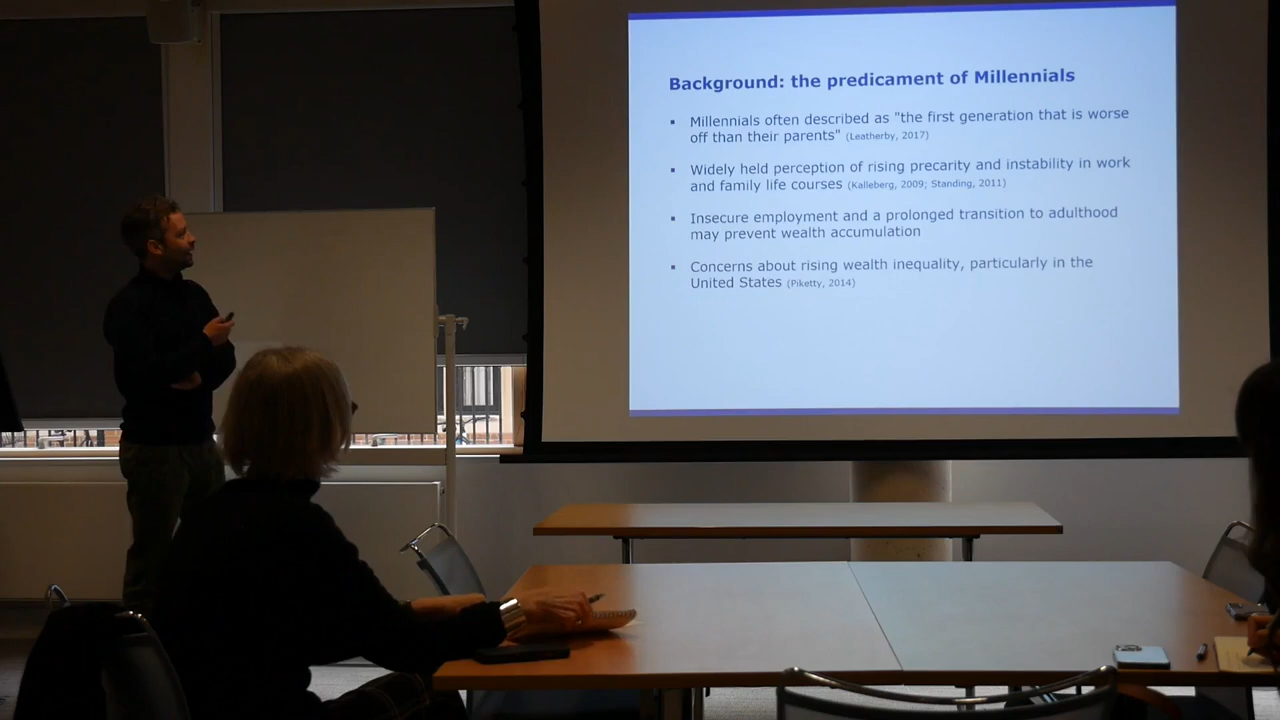 Background: the predicament of Millennials
▪ Millennials often described as "the first generation that is worse
off than their parents" (Leatherby, 2017)
▪ Widely held perception of rising precarity and instability in work
and family life courses (Kalleberg, 2009; Standing, 2011)
▪ Insecure employment and a prolonged transition to adulthood
may prevent wealth accumulation
▪ Concerns about rising wealth inequality, particularly in the
United States (Piketty, 2014)